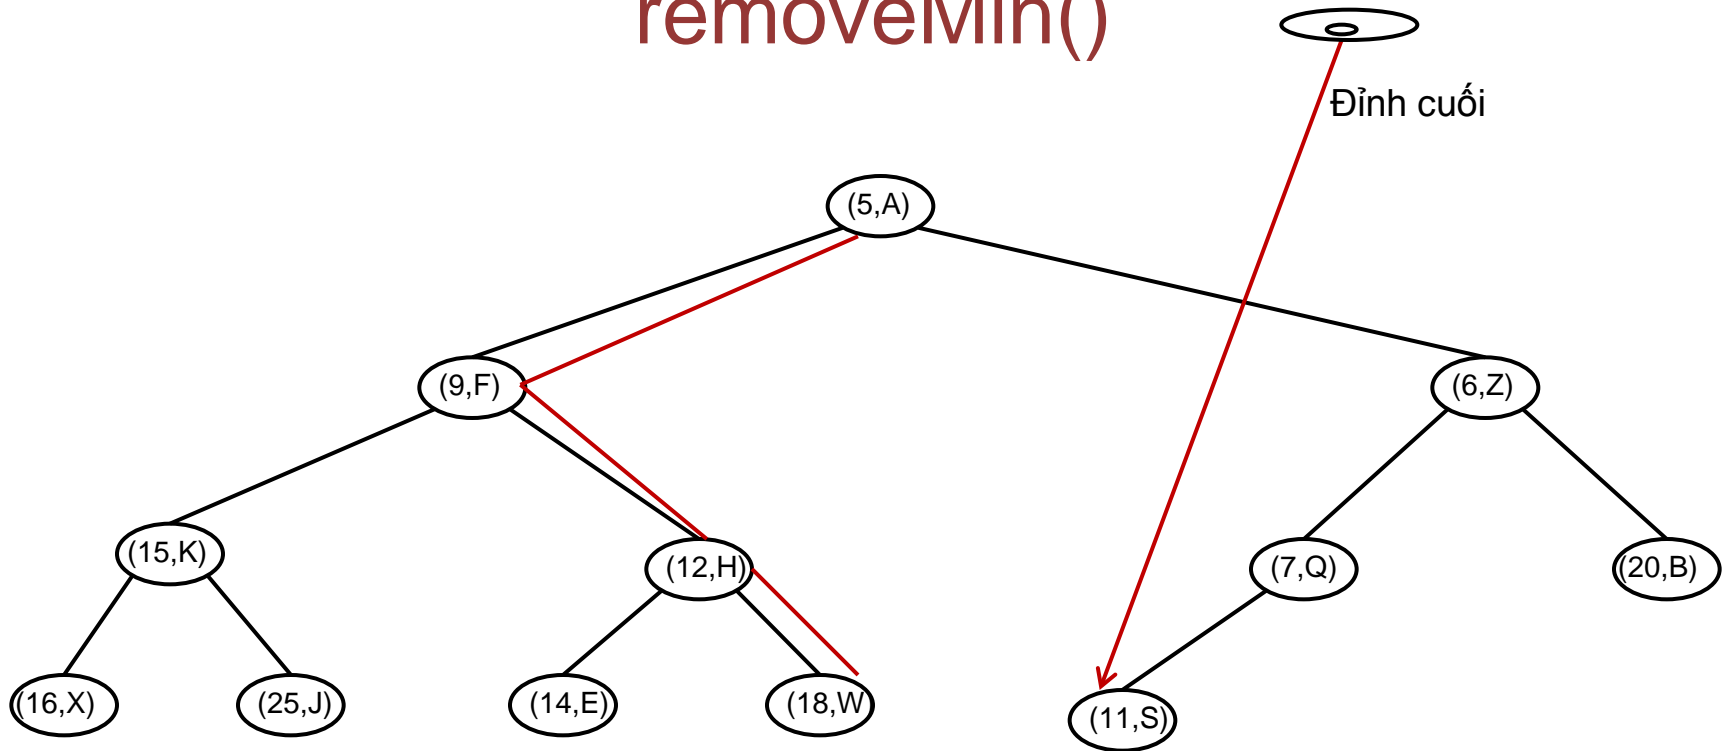 removeMin()
Đỉnh cuối
(5,A)
(9,F)
(6,Z)
(15,K)
(12,H)
(7,Q)
(20,B)
(16,X)
(25,J)
(14,E)
(18,W
(11,S)